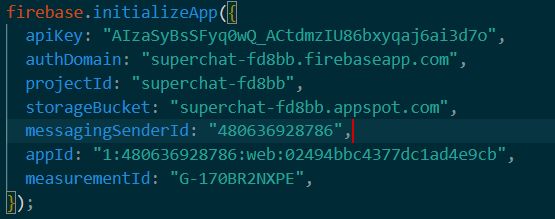 firebase.initializeApp({
apiKey: "AIzaSyBsSFyq0wQ_ACtdmzIU86bxyqaj6ai3d7o",
authDomain: "superchat-fd8bb.firebaseapp.com",
projectId: "superchat-fd8bb",
storageBucket: "superchat-fd8bb.appspot.com",
messagingSenderId: "480636928786",
appId: "1:480636928786:web:02494bbc4377dc1ad4e9cb",
measurementId: "G-170BR2NXPE",
});